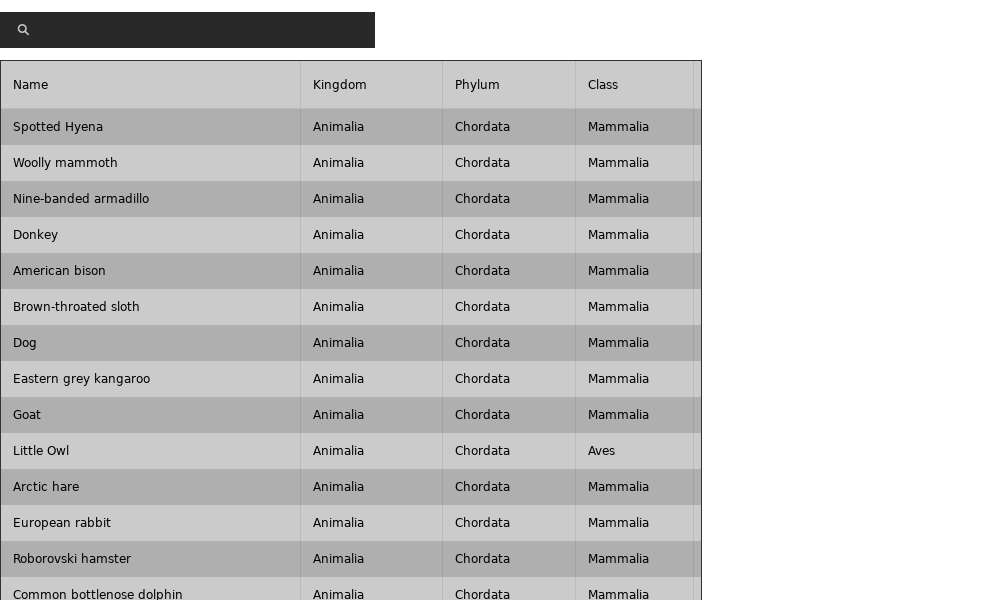 Name Kingdom Phylum Class
Spotted Hyena Animalia Chordata Mammalia
Woolly mammoth Animalia Chordata Mammalia
Nine-banded armadillo Animalia Chordata Mammalia
Donkey Animalia Chordata Mammalia
American bison Animalia Chordata Mammalia
Brown-throated sloth Animalia Chordata Mammalia
Dog Animalia Chordata Mammalia
Eastern grey kangaroo Animalia Chordata Mammalia
Goat Animalia Chordata Mammalia
Little Owl Animalia Chordata Aves
Arctic hare Animalia Chordata Mammalia
European rabbit Animalia Chordata Mammalia
Roborovski hamster Animalia Chordata Mammalia
Common bottlenose dolphin Animalia Chordata Mammalia